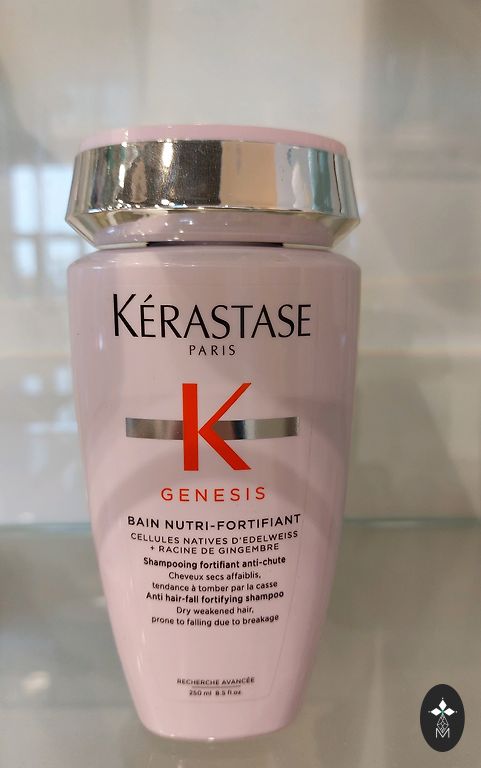 KÉRASTASE
PARIS
K
GENESIS
BAIN NUTRI-FORTIFIANT
CELLULES NATIVES D'EDELWEISS
+ RACINE DE GINGEMBRE
Shampooing fortifiant anti-chute
Cheveux secs affaiblis,
tendance à tomber par la casse
Anti hair-fall fortifying shampoo
Dry weakened hair,
prone to falling due to breakage
RECHERCHE AVANCÉE
250 ml 8.5 fl.oz.
M